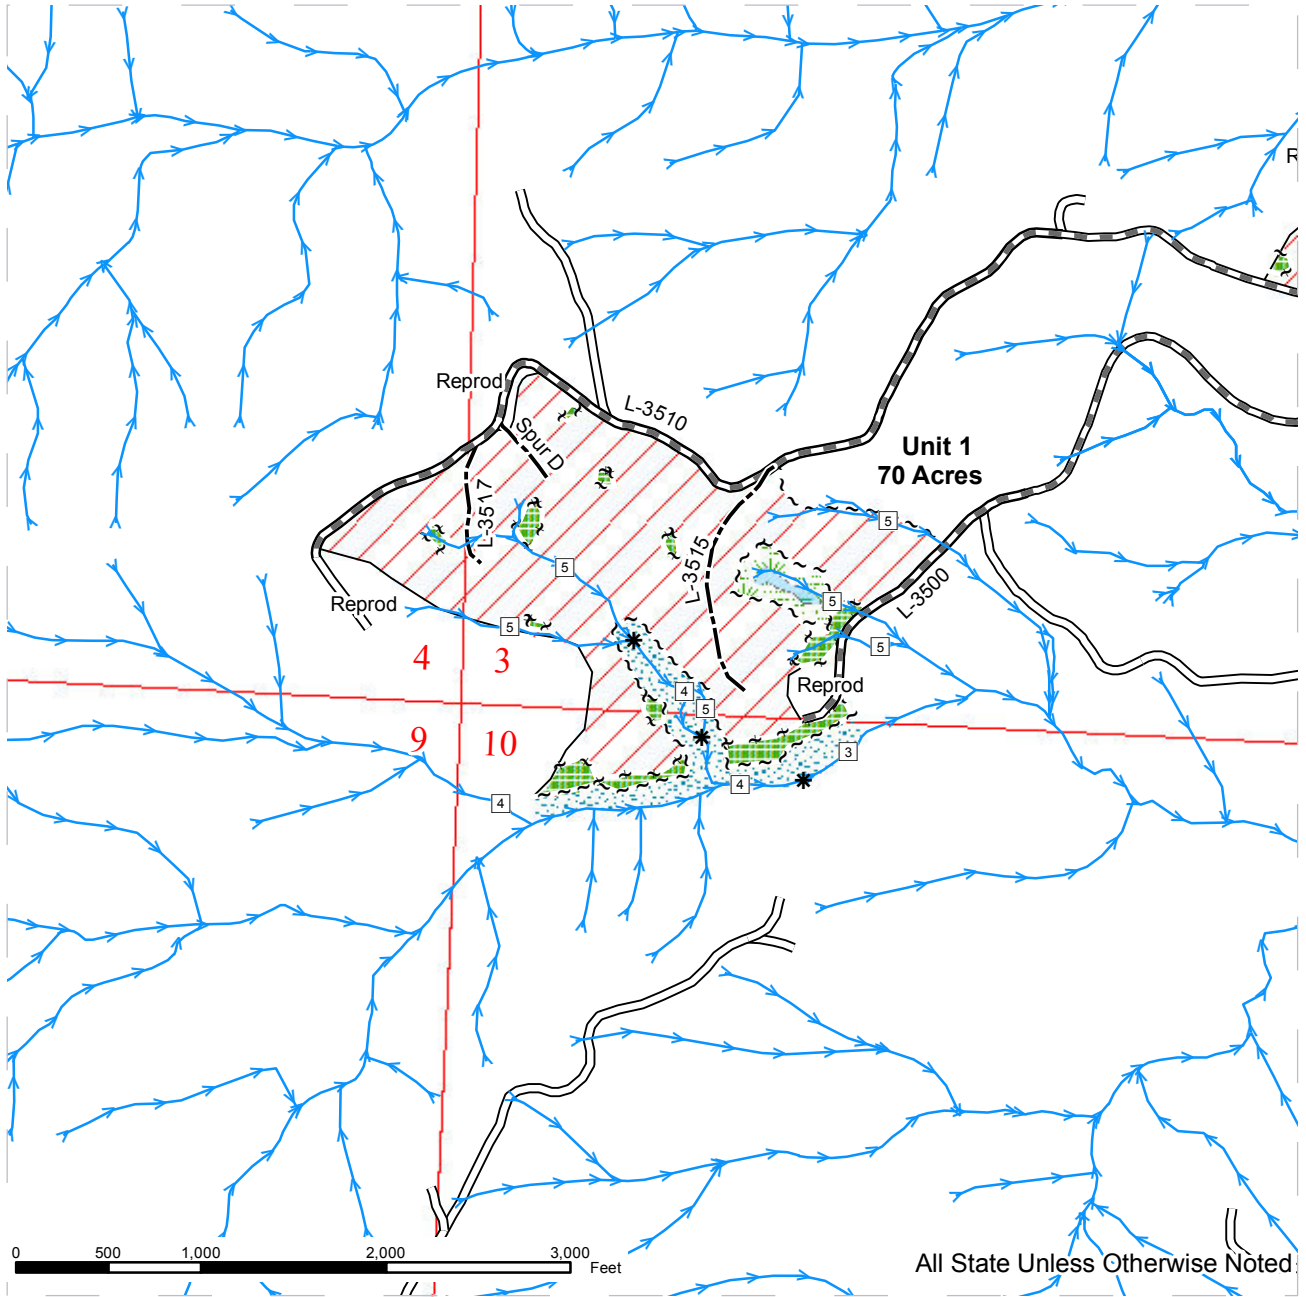 R
Reprod
L-3510
Spur D
Unit 1
70 Acres
L-3517
5
5
L-3515
5
L-3500
Reprod
5
5
4 3
4
Reprod
5
9 10
3
4
4
0 500 1,000 2,000 3,000
Feet
All State Unless Otherwise Noted